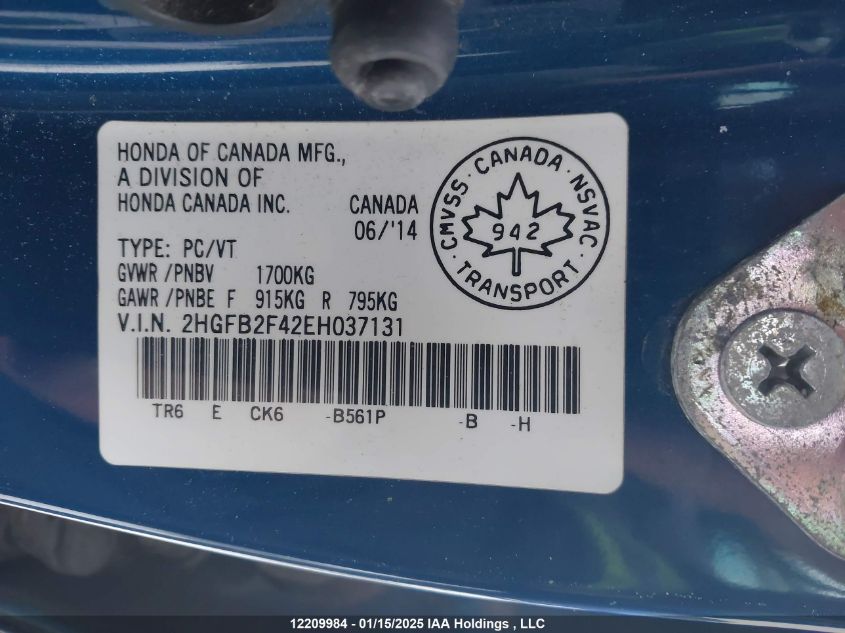 HONDA OF CANADA MFG.,
A DIVISION OF
HONDA CANADA INC.
CANADA
06/'14
CMVSS · CANADA · NSVAC
942
TRANSPORT
TYPE: PC/VT
GVWR /PNBV 1700KG
GAWR /PNBE F 915KG R 795KG
V.I.N. 2HGFB2F42EH037131
TR6 E CK6 -B561P -B -H
12209984 - 01/15/2025 IAA Holdings , LLC